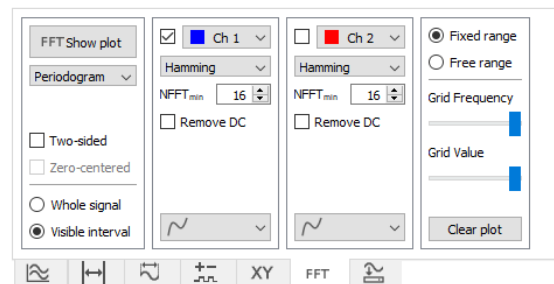 FFT Show plot
Periodogram
Two-sided
Zero-centered
Whole signal
Visible interval
Ch 1
Hamming
NFFTmin 16
Remove DC
Ch 2
Hamming
NFFTmin 16
Remove DC
Fixed range
Free range
Grid Frequency
Grid Value
Clear plot
XY
FFT